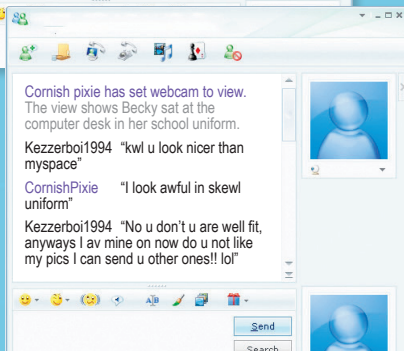 Cornish pixie has set webcam to view.
The view shows Becky sat at the
computer desk in her school uniform.
Kezzerboi1994 “kwl u look nicer than
myspace”
CornishPixie “I look awful in skewl
uniform”
Kezzerboi1994 “No u don’t u are well fit,
anyways I av mine on now do u not like
my pics I can send u other ones!! lol”
Send
Search